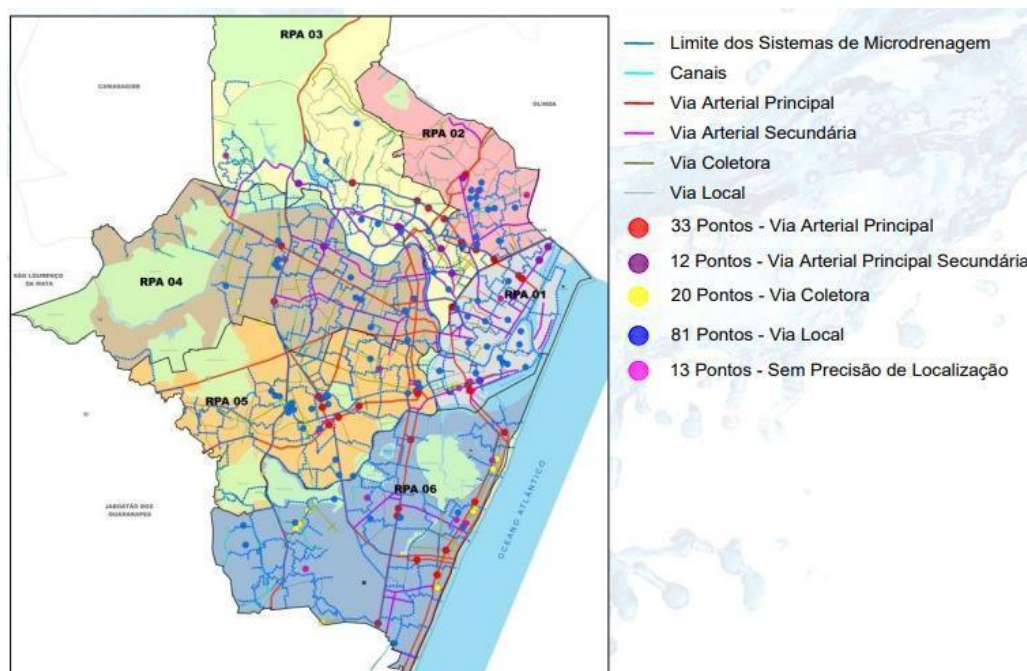 RPA 03
CAMARAGIBE
OLINDA
RPA 02
RPA 01
SÃO LOURENÇO
DA MATA
RPA 04
RPA 05
RPA 06
JABOATÃO DOS
GUARARAPES
OCEANO ATLÂNTICO
Limite dos Sistemas de Microdrenagem
Canais
Via Arterial Principal
Via Arterial Secundária
Via Coletora
Via Local
33 Pontos - Via Arterial Principal
12 Pontos - Via Arterial Principal Secundária
20 Pontos - Via Coletora
81 Pontos - Via Local
13 Pontos - Sem Precisão de Localização